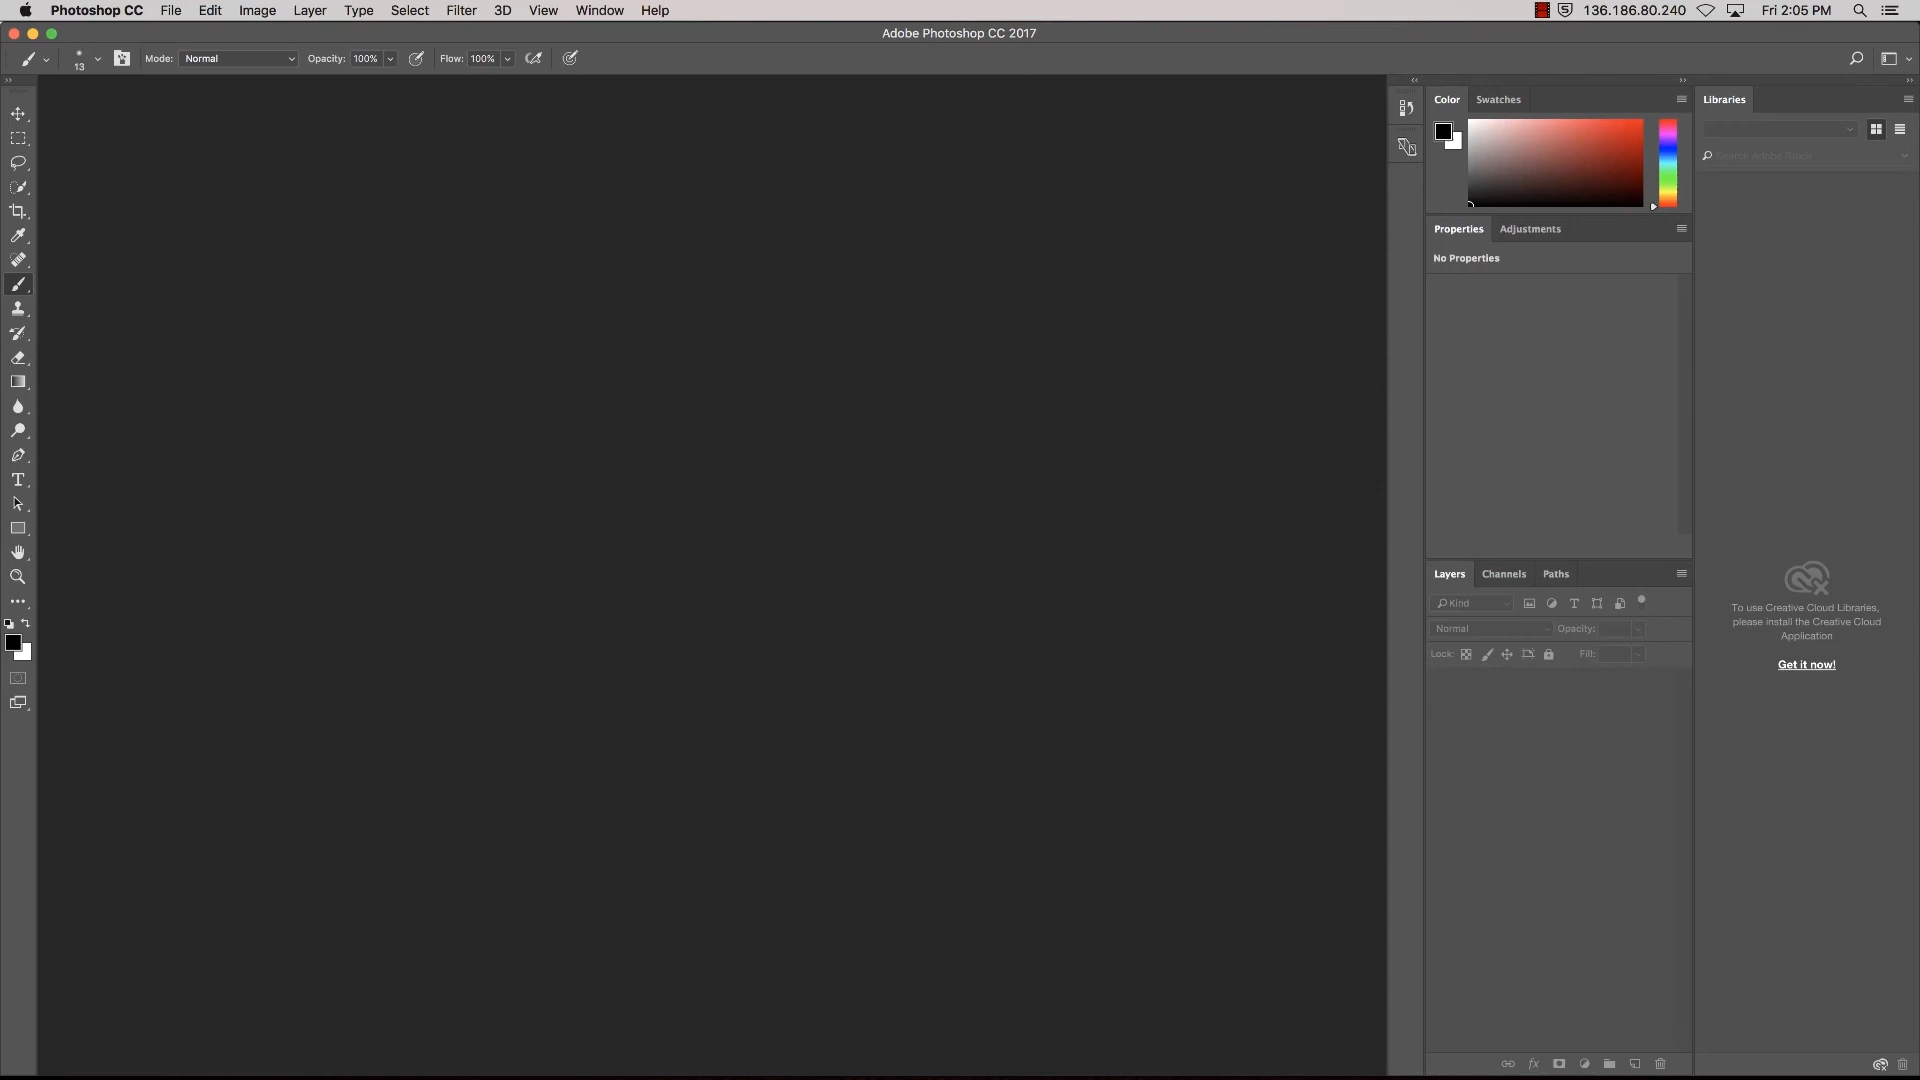 Photoshop CC File Edit Image Layer Type Select Filter 3D View Window Help 136.186.80.240 Fri 2:05 PM
Adobe Photoshop CC 2017
13 Mode: Normal Opacity: 100% Flow: 100%
Color Swatches
Libraries
Search Adobe Stock
Properties Adjustments
No Properties
Layers Channels Paths
Kind
Normal Opacity:
Lock: Fill:
To use Creative Cloud Libraries,
please install the Creative Cloud
Application
Get it now!